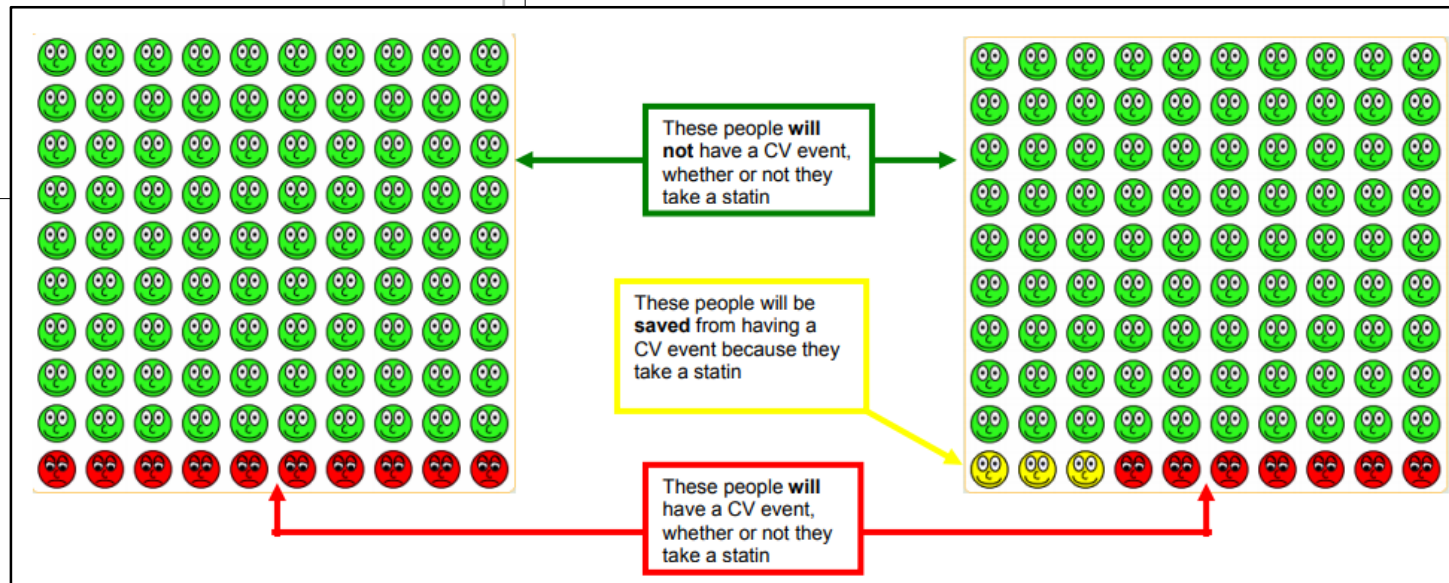 These people will
not have a CV event,
whether or not they
take a statin
These people will be
saved from having a
CV event because they
take a statin
These people will
have a CV event,
whether or not they
take a statin